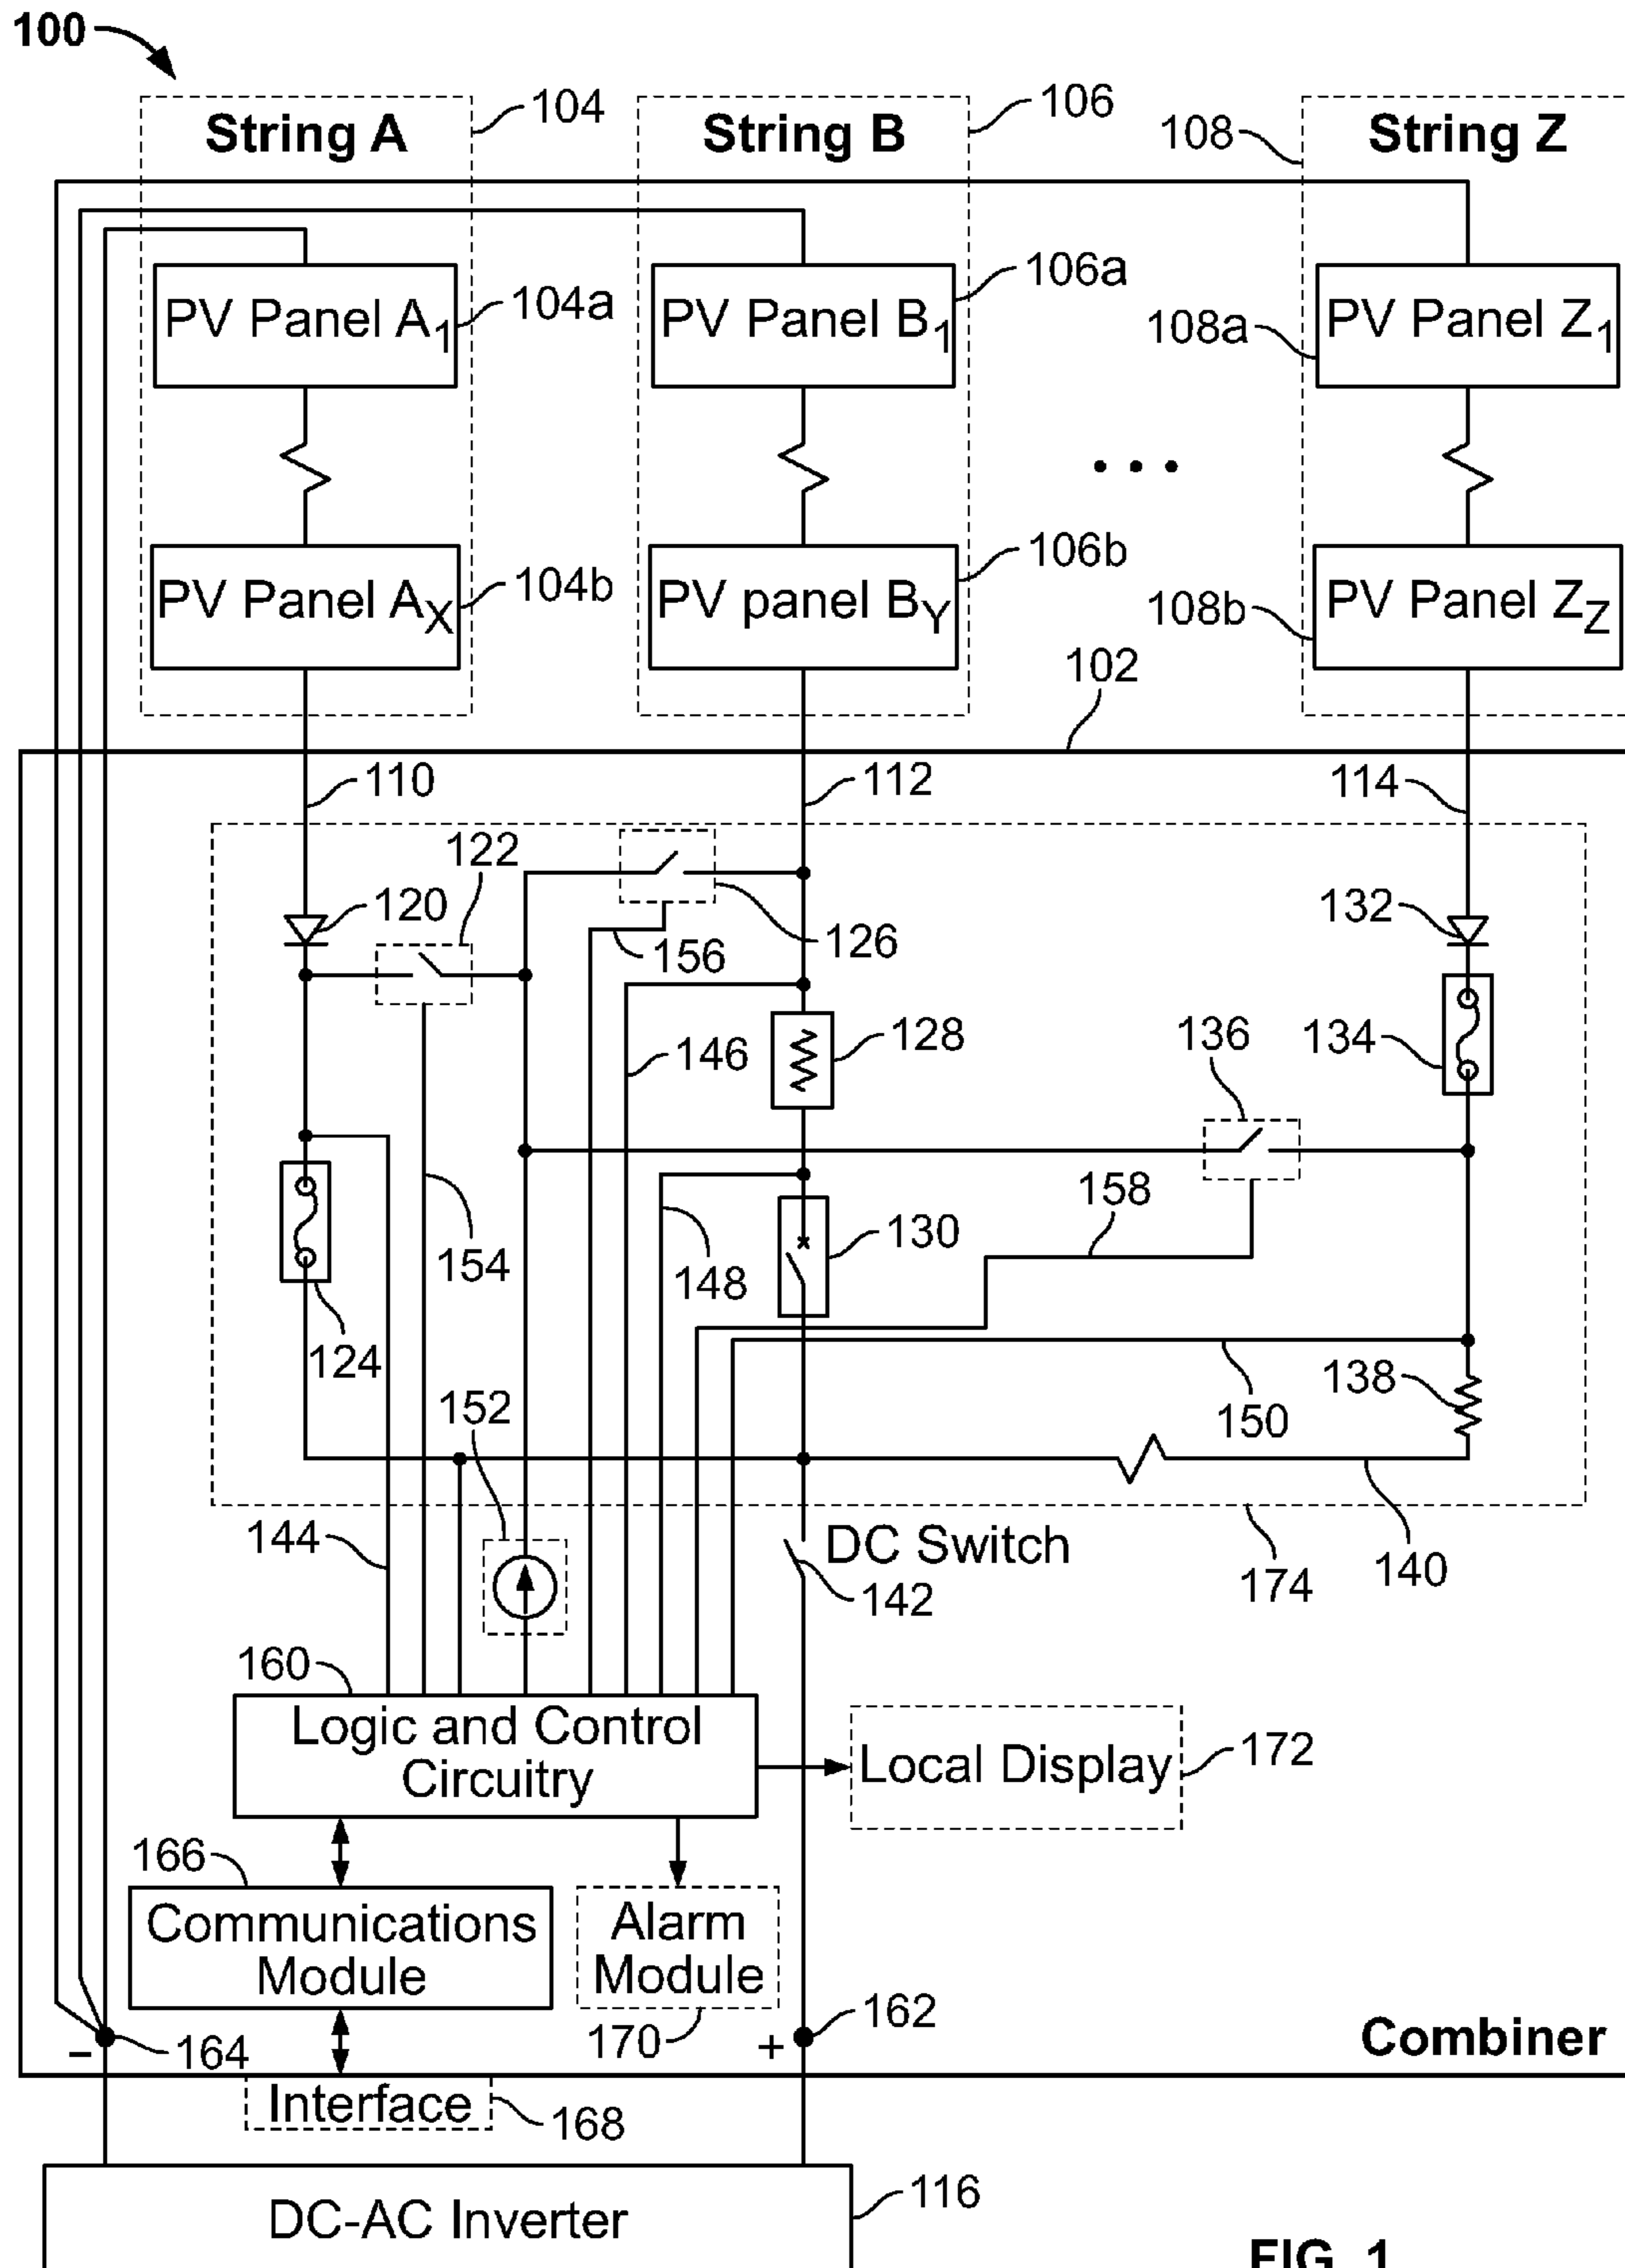 100
104
106
108
String A
String B
String Z
PV Panel A1
104a
PV Panel B1
106a
108a
PV Panel Z1
PV Panel AX
104b
PV panel BY
106b
108b
PV Panel ZZ
102
110
112
114
122
120
126
156
132
128
146
136
134
154
148
130
158
124
138
152
150
144
DC Switch
142
174
140
160
Logic and Control
Circuitry
Local Display
172
166
Communications
Module
Alarm
Module
170
162
164
–
+
Combiner
Interface
168
DC-AC Inverter
116
FIG. 1